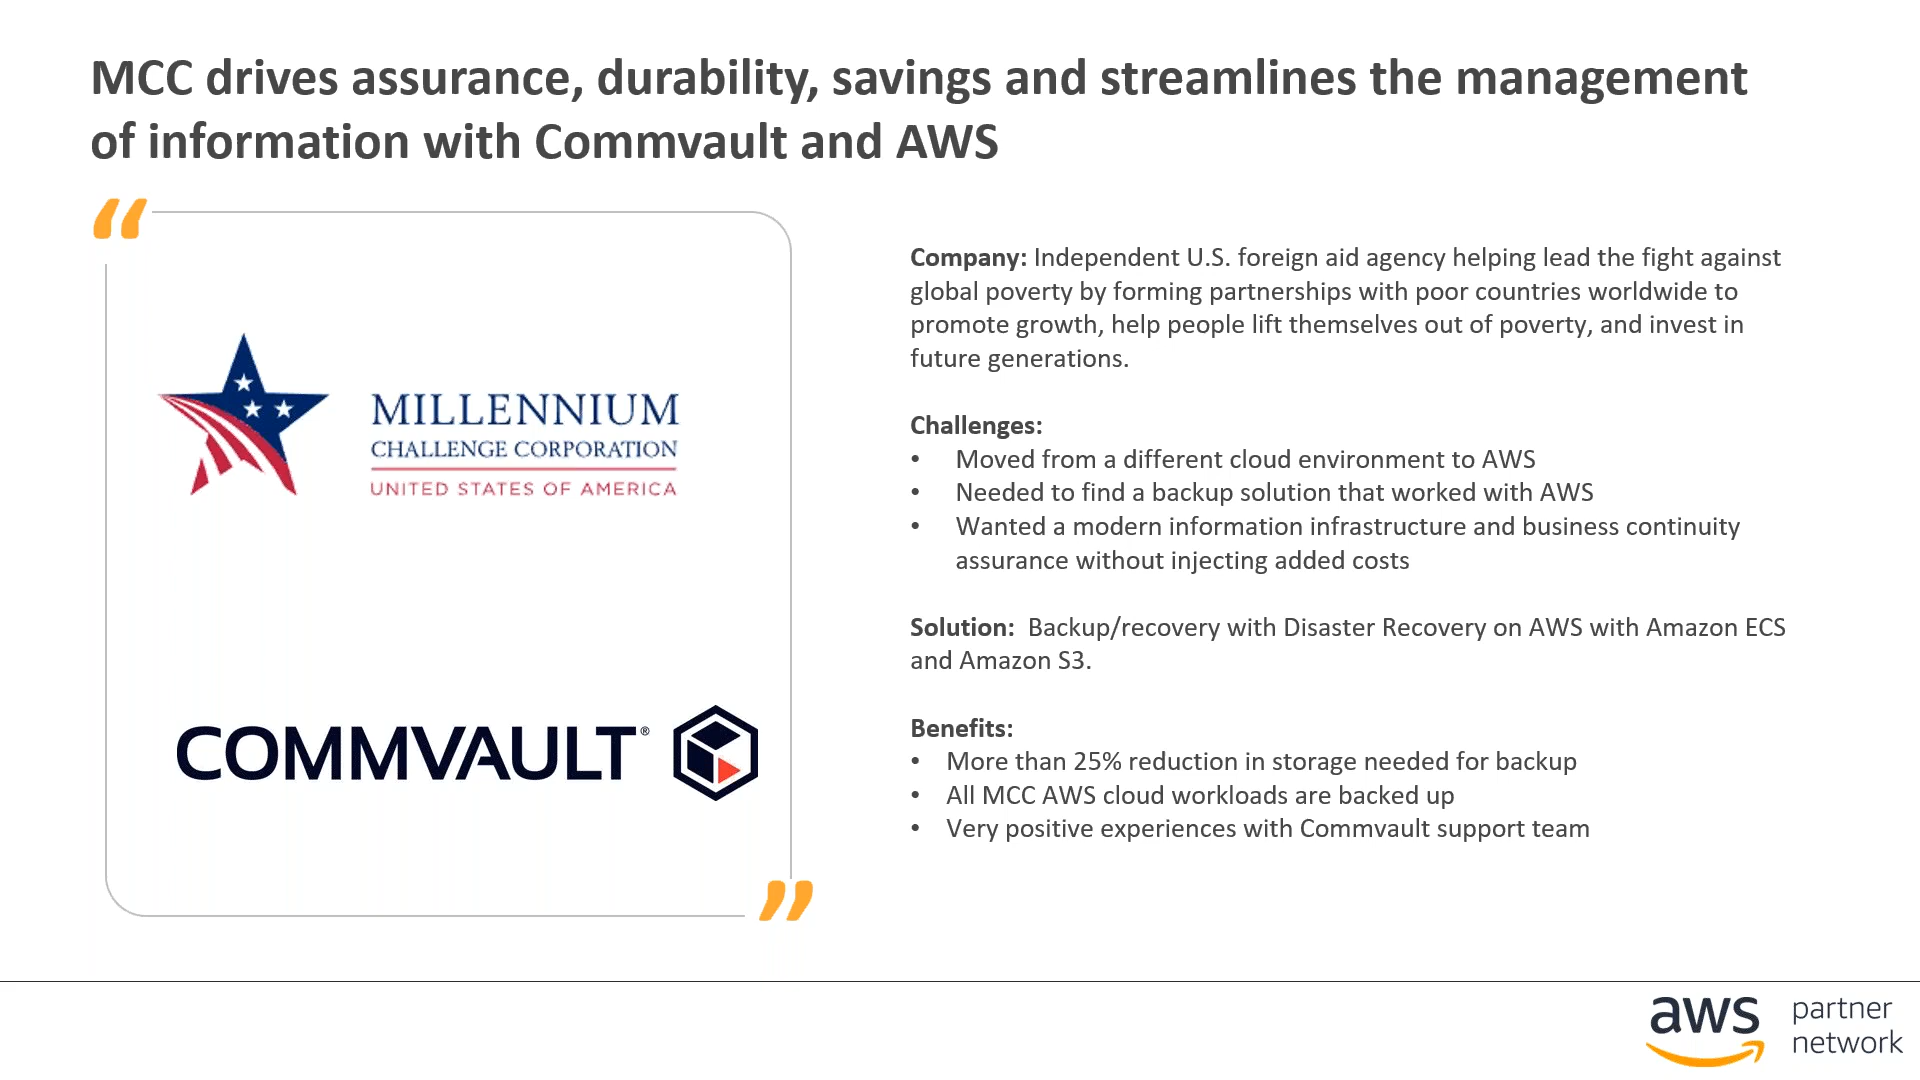 MCC drives assurance, durability, savings and streamlines the management
of information with Commvault and AWS
“
MILLENNIUM
CHALLENGE CORPORATION
UNITED STATES OF AMERICA
COMMVAULT®
”
Company: Independent U.S. foreign aid agency helping lead the fight against
global poverty by forming partnerships with poor countries worldwide to
promote growth, help people lift themselves out of poverty, and invest in
future generations.
Challenges:
• Moved from a different cloud environment to AWS
• Needed to find a backup solution that worked with AWS
• Wanted a modern information infrastructure and business continuity
assurance without injecting added costs
Solution:  Backup/recovery with Disaster Recovery on AWS with Amazon ECS
and Amazon S3.
Benefits:
• More than 25% reduction in storage needed for backup
• All MCC AWS cloud workloads are backed up
• Very positive experiences with Commvault support team
aws
partner
network